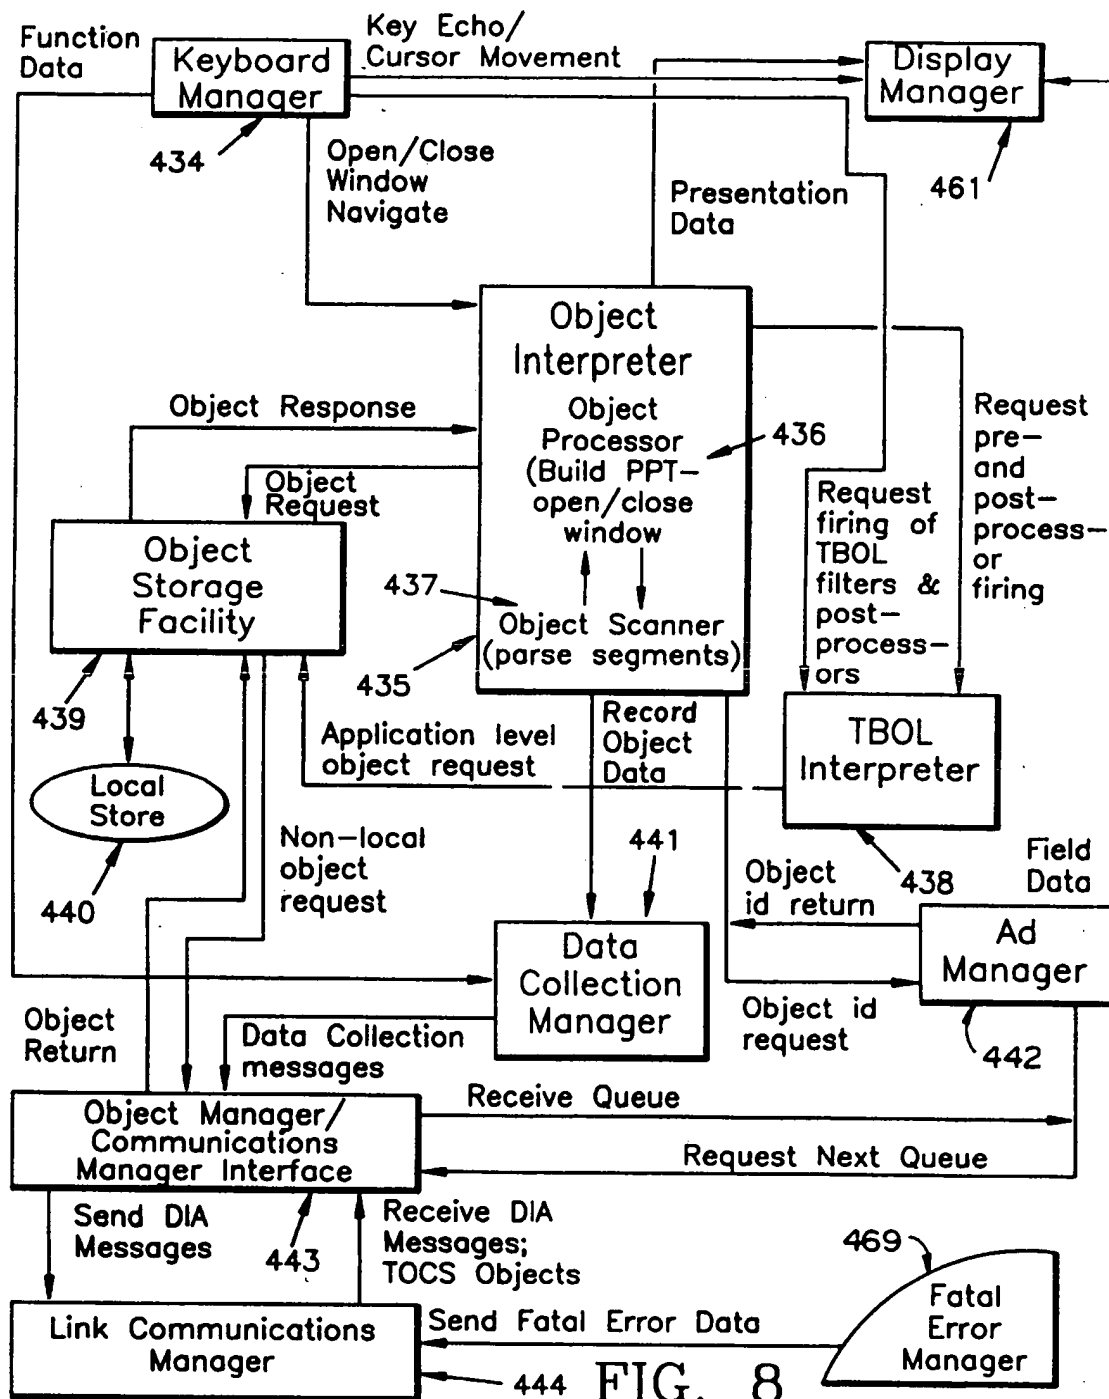 Function
Data
Keyboard
Manager
Key Echo/
Cursor Movement
Display
Manager
434
Open/Close
Window
Navigate
Presentation
Data
461
Object
Interpreter
Object
Processor
(Build PPT-
open/close
window
436
Object Response
Object
Request
Request
pre-
and
post-
process-
or
firing
Request
firing of
TBOL
filters &
post-
process-
ors
Object
Storage
Facility
437
Object Scanner
(parse segments)
435
439
Application level
object request
Record
Object
Data
TBOL
Interpreter
Local
Store
440
Non-local
object
request
441
438
Field
Data
Object
id return
Data
Collection
Manager
Ad
Manager
Object id
request
442
Object
Return
Data Collection
messages
Object Manager/
Communications
Manager Interface
Receive Queue
Request Next Queue
Send DIA
Messages
443
Receive DIA
Messages;
TOCS Objects
469
Fatal
Error
Manager
Link Communications
Manager
Send Fatal Error Data
444
FIG. 8